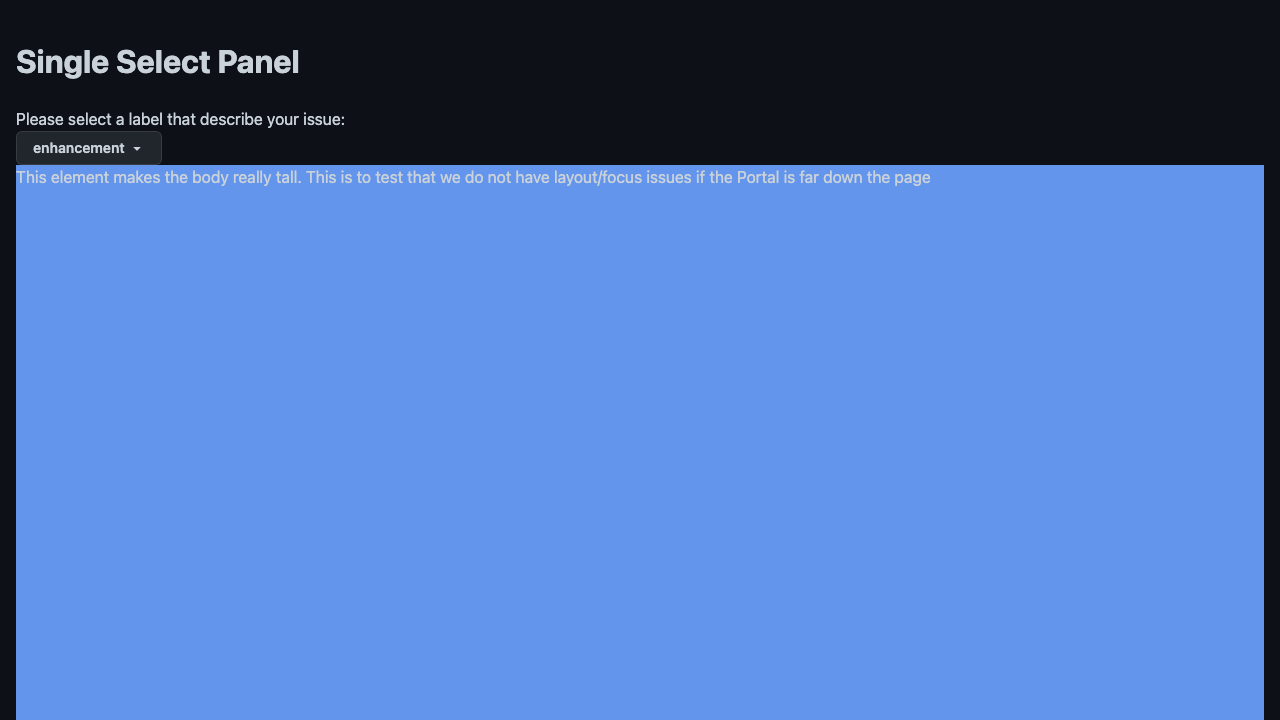 Single Select Panel
Please select a label that describe your issue:
enhancement
This element makes the body really tall. This is to test that we do not have layout/focus issues if the Portal is far down the page